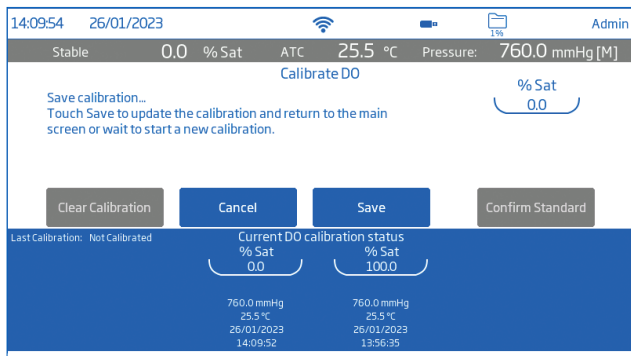 14:09:54 26/01/2023 1% Admin
Stable 0.0 % Sat ATC 25.5 °C Pressure: 760.0 mmHg [M]
Calibrate DO
Save calibration...
Touch Save to update the calibration and return to the main
screen or wait to start a new calibration.
% Sat
0.0
Clear Calibration Cancel Save Confirm Standard
Last Calibration: Not Calibrated Current DO calibration status
% Sat % Sat
0.0 100.0
760.0 mmHg 760.0 mmHg
25.5 °C 25.5 °C
26/01/2023 26/01/2023
14:09:52 13:56:35